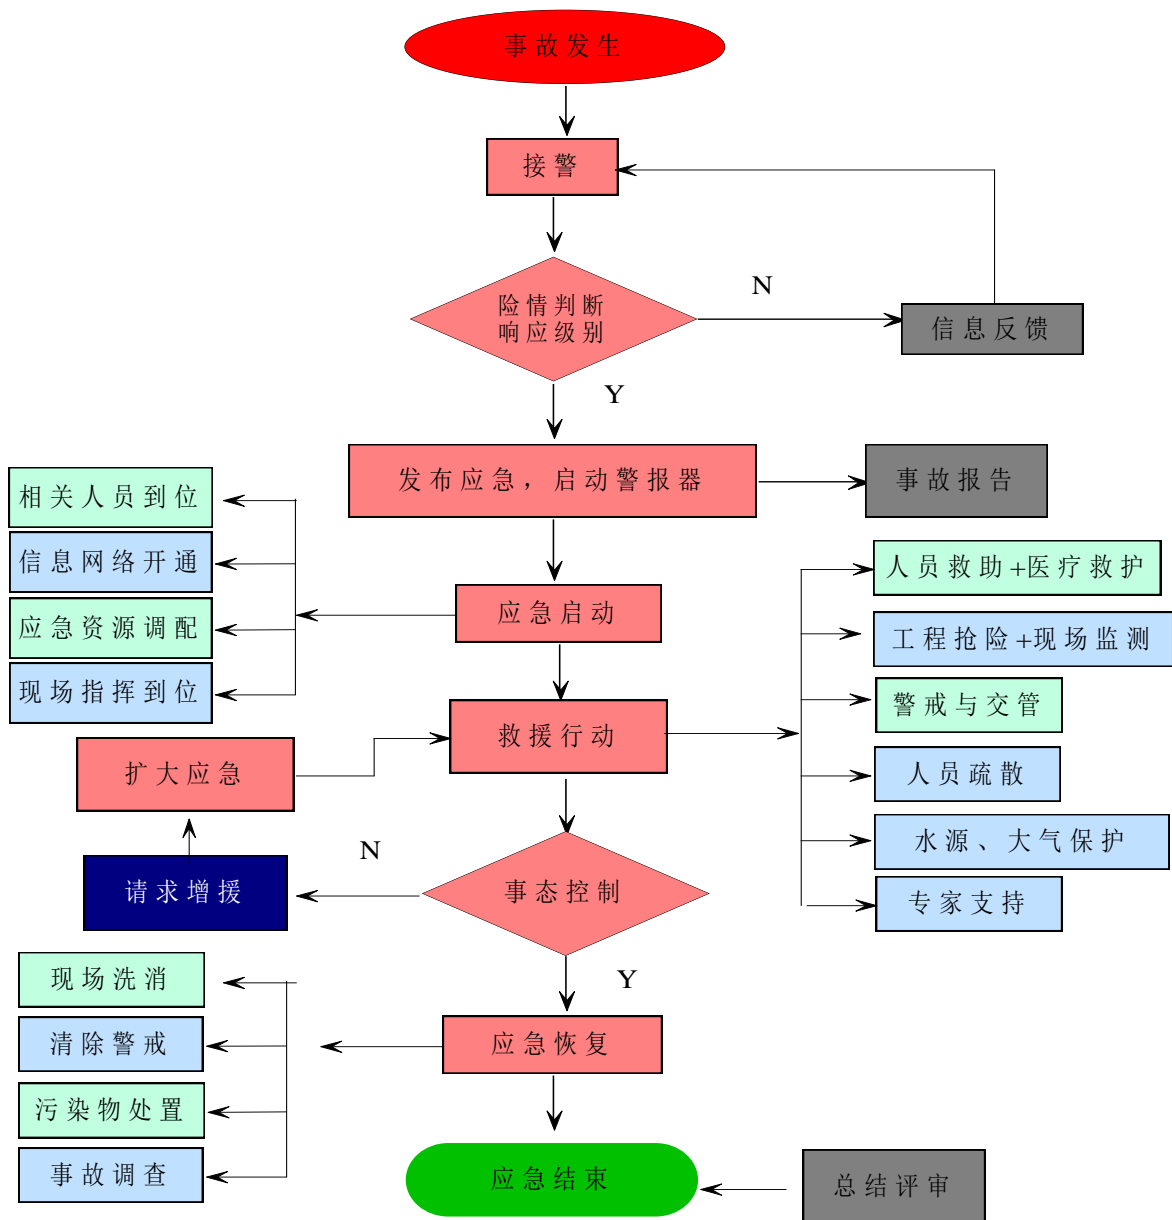 事故发生
接警
险情判断
响应级别
N
信息反馈
Y
发布应急，启动警报器
事故报告
相关人员到位
信息网络开通
应急资源调配
现场指挥到位
应急启动
人员救助+医疗救护
工程抢险+现场监测
警戒与交管
人员疏散
水源、大气保护
专家支持
救援行动
扩大应急
N
请求增援
事态控制
Y
现场洗消
清除警戒
污染物处置
事故调查
应急恢复
应急结束
总结评审